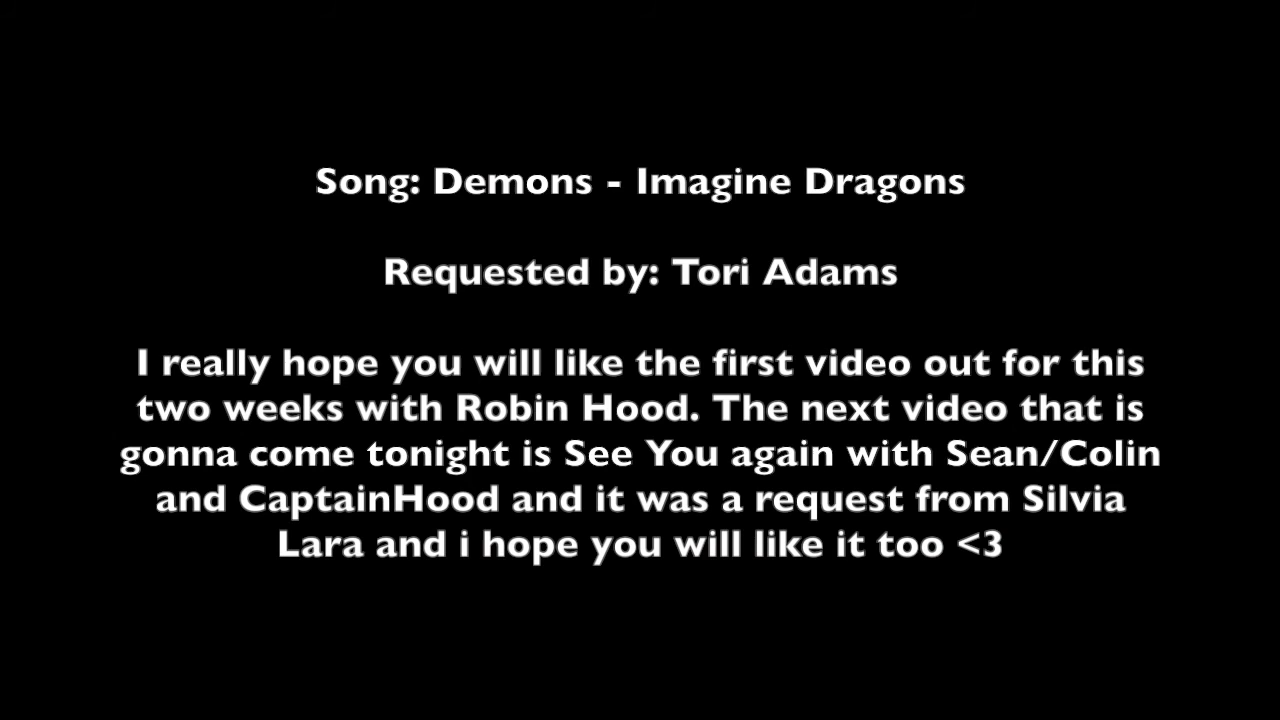 Song: Demons - Imagine Dragons
Requested by: Tori Adams
I really hope you will like the first video out for this
two weeks with Robin Hood. The next video that is
gonna come tonight is See You again with Sean/Colin
and CaptainHood and it was a request from Silvia
Lara and i hope you will like it too <3